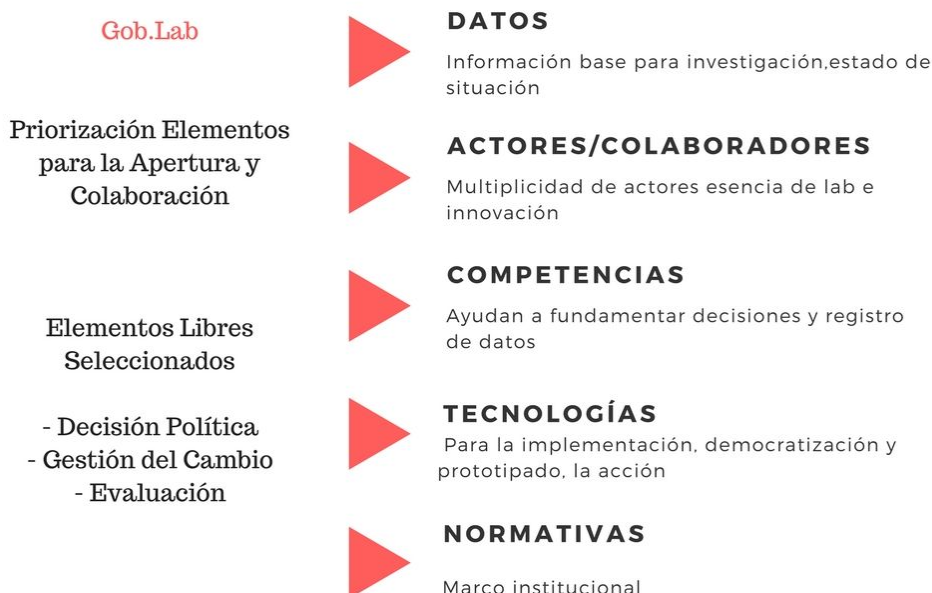 Gob.Lab
Priorización Elementos
para la Apertura y
Colaboración
Elementos Libres
Seleccionados
- Decisión Política
- Gestión del Cambio
- Evaluación
DATOS
Información base para investigación,estado de
situación
ACTORES/COLABORADORES
Multiplicidad de actores esencia de lab e
innovación
COMPETENCIAS
Ayudan a fundamentar decisiones y registro
de datos
TECNOLOGÍAS
Para la implementación, democratización y
prototipado, la acción
NORMATIVAS
Marco institucional